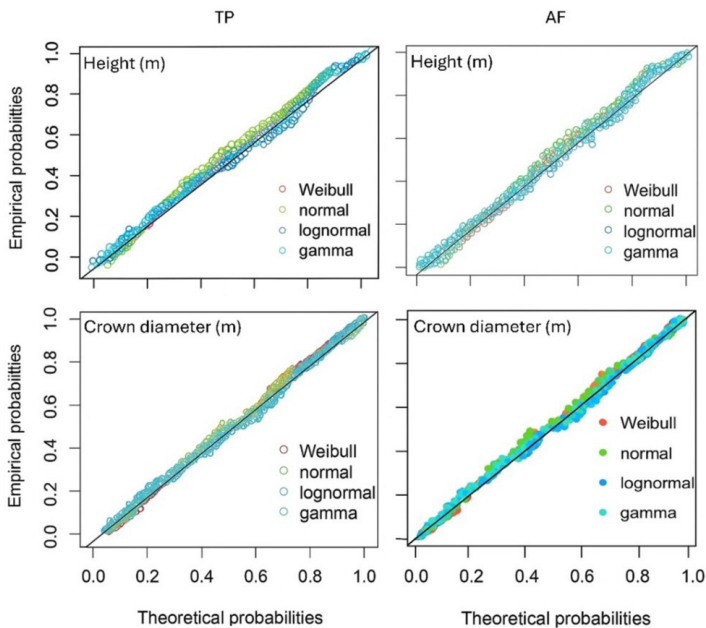 TP
AF
Height (m)
Height (m)
Empirical probabiitties
1.0
0.8
0.6
0.4
0.2
0.0
Weibull
normal
lognormal
gamma
Weibull
normal
lognormal
gamma
Crown diameter (m)
Crown diameter (m)
Empirical probabiitties
1.0
0.8
0.6
0.4
0.2
0.0
Weibull
normal
lognormal
gamma
Weibull
normal
lognormal
gamma
0.0 0.2 0.4 0.6 0.8 1.0
0.0 0.2 0.4 0.6 0.8 1.0
Theoretical probabilities
Theoretical probabilities